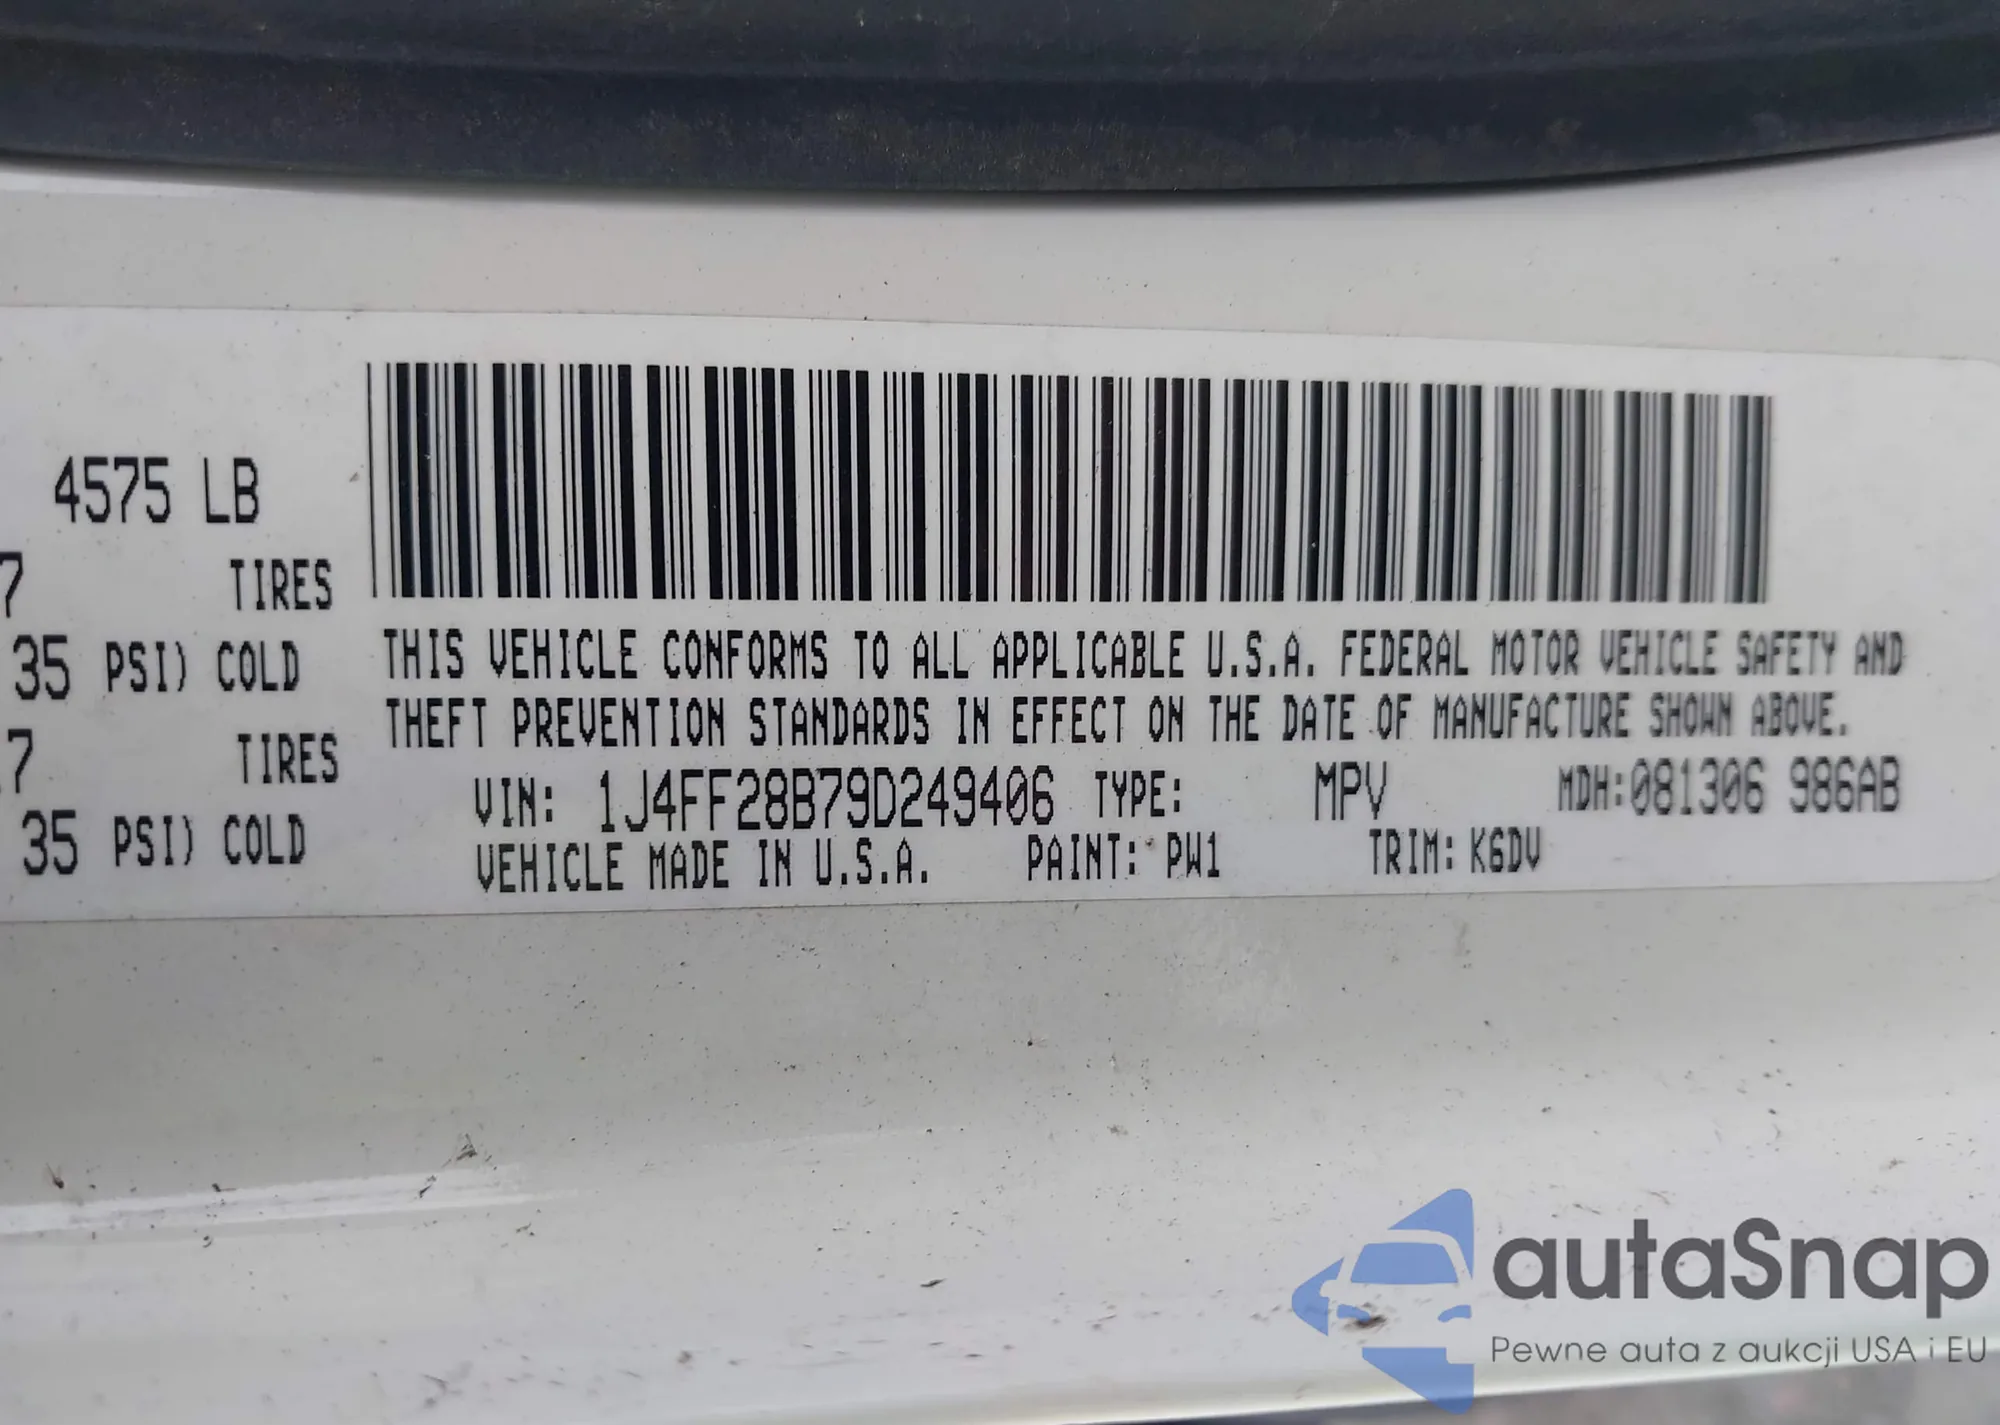 4575 LB
7 TIRES
35 PSI) COLD
.7 TIRES
35 PSI) COLD
THIS VEHICLE CONFORMS TO ALL APPLICABLE U.S.A. FEDERAL MOTOR VEHICLE SAFETY AND
THEFT PREVENTION STANDARDS IN EFFECT ON THE DATE OF MANUFACTURE SHOWN ABOVE.
VIN: 1J4FF28B79D249406 TYPE: MPV MDH:081306 986AB
VEHICLE MADE IN U.S.A. PAINT: PW1 TRIM: K6DV
autaSnap
Pewne auta z aukcji USA i EU